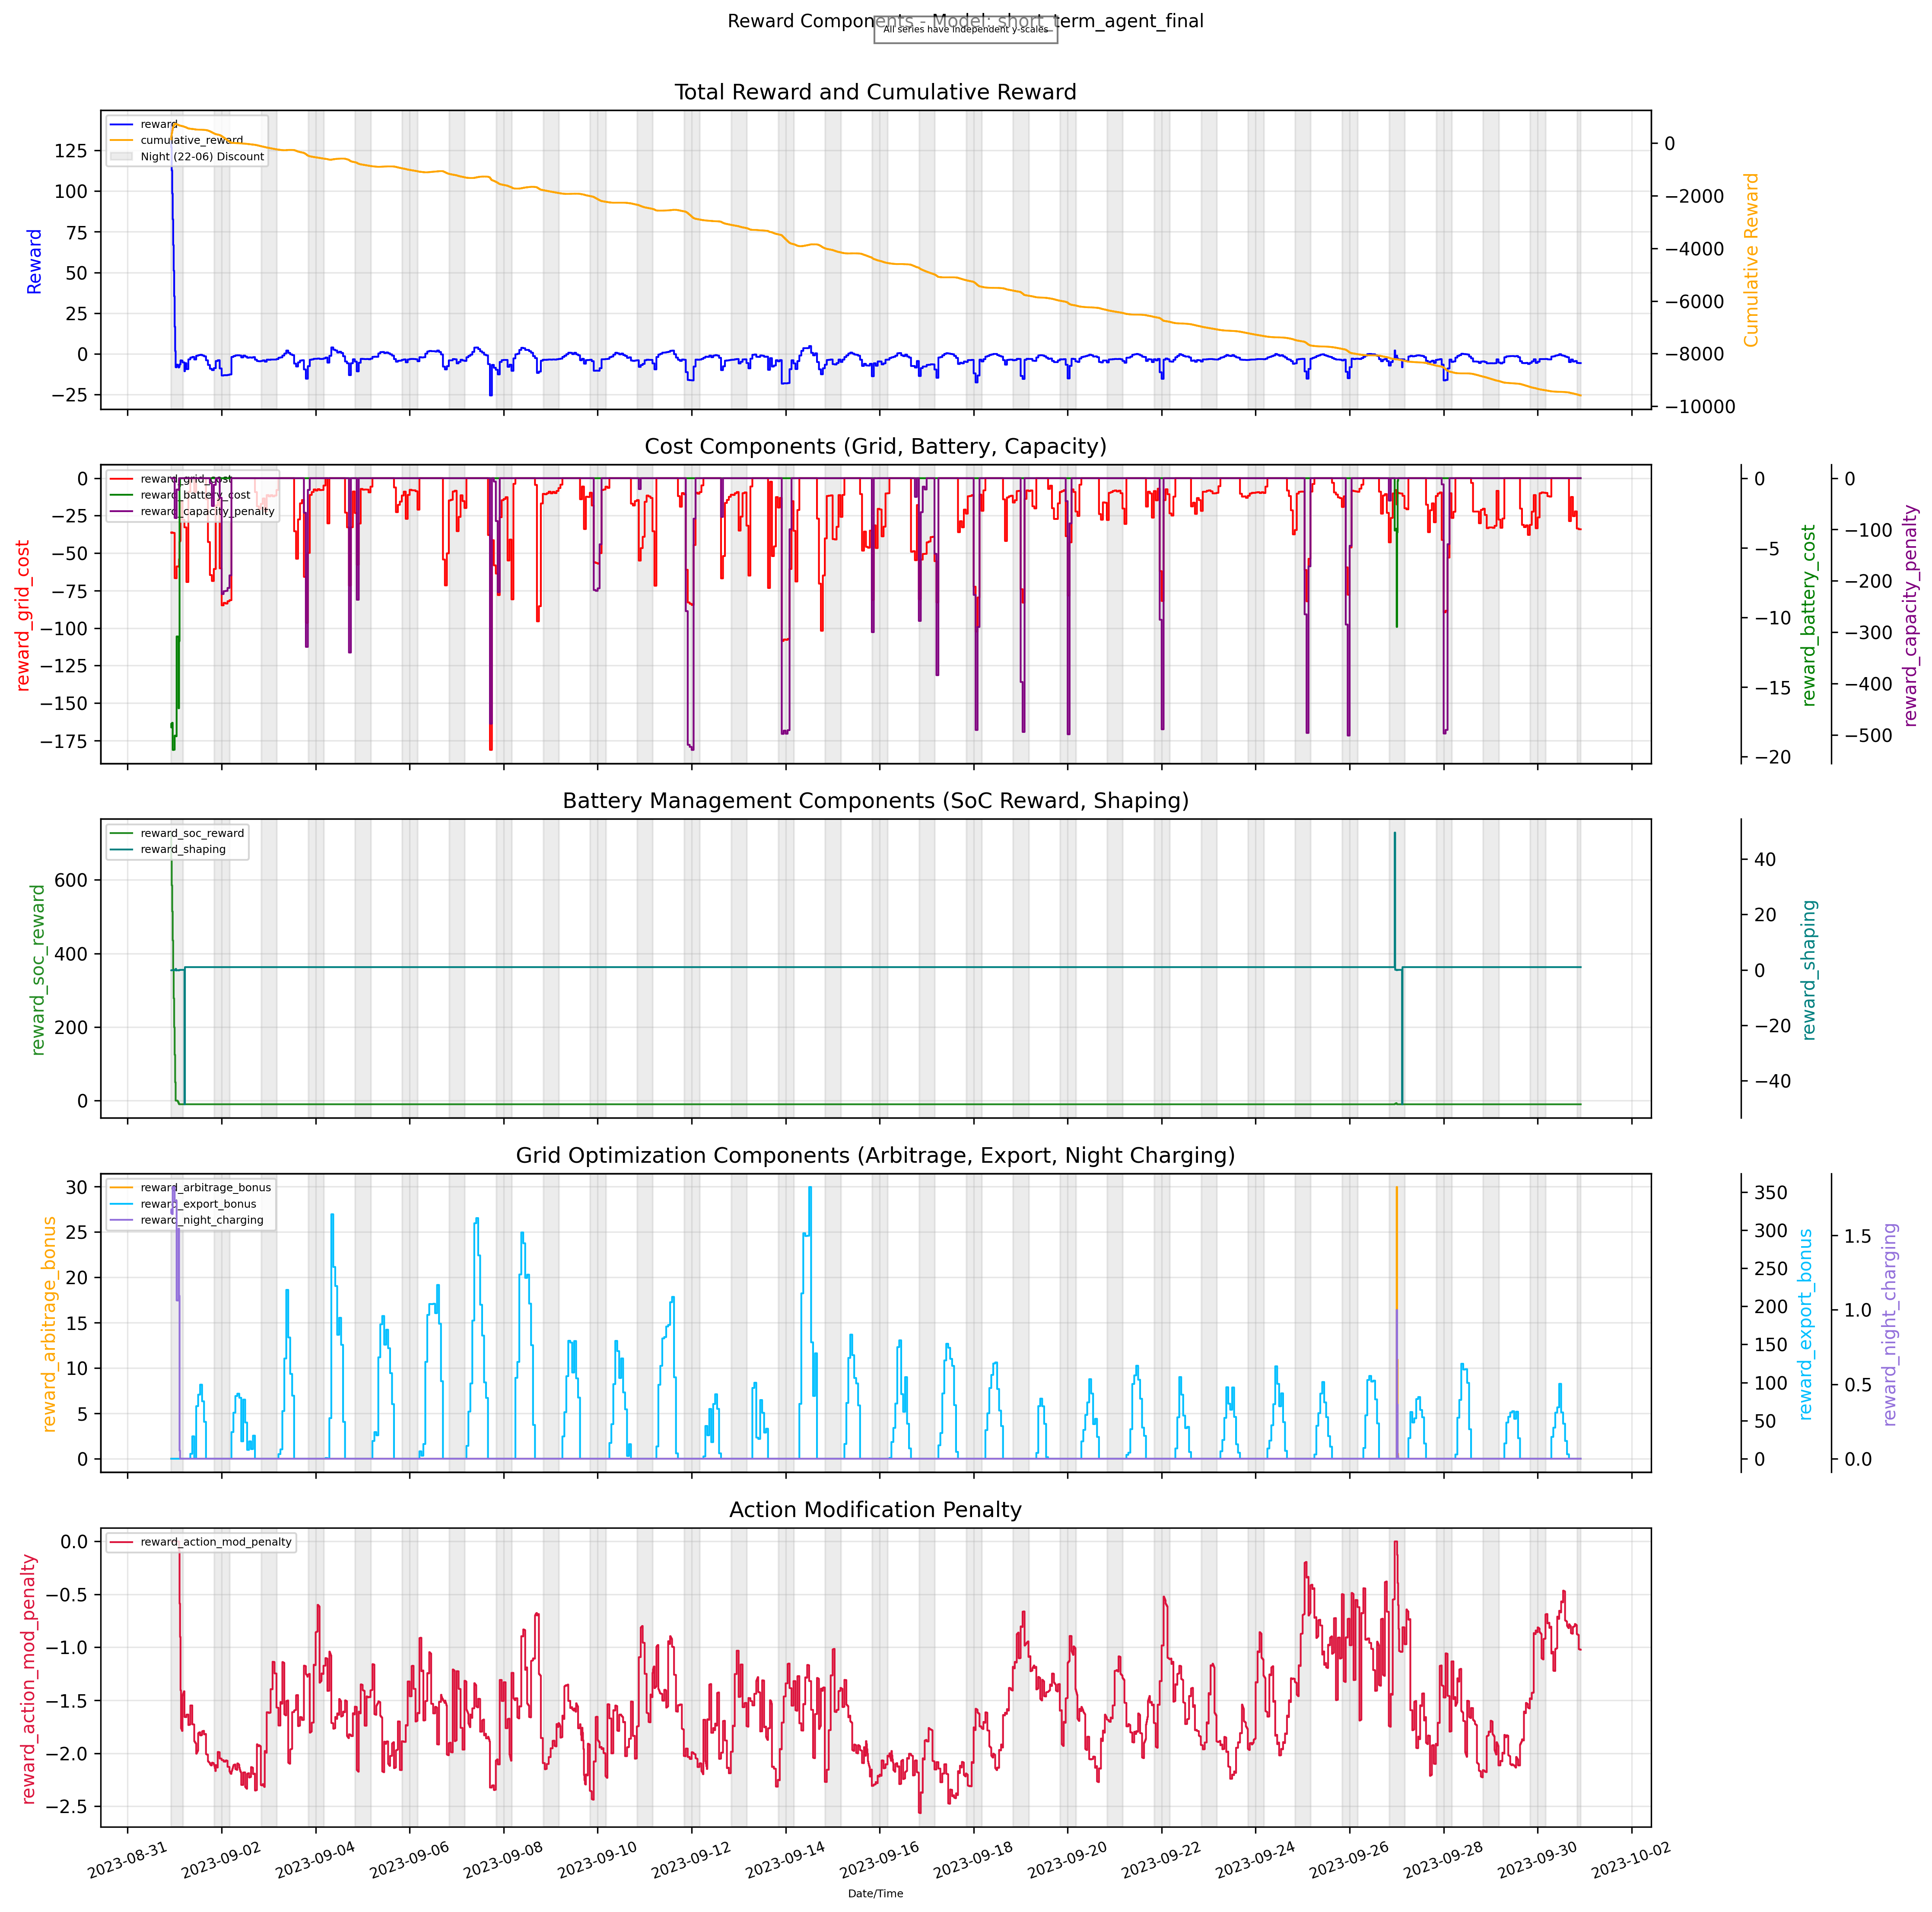 Reward Components - Model: short_term_agent_final
All series have independent y-scales
Total Reward and Cumulative Reward
reward
cumulative_reward
Night (22-06) Discount
125
100
75
50
25
0
−25
Reward
0
−2000
−4000
−6000
−8000
−10000
Cumulative Reward
Cost Components (Grid, Battery, Capacity)
reward_grid_cost
reward_battery_cost
reward_capacity_penalty
0
−25
−50
−75
−100
−125
−150
−175
reward_grid_cost
0
−5
−10
−15
−20
reward_battery_cost
0
−100
−200
−300
−400
−500
reward_capacity_penalty
Battery Management Components (SoC Reward, Shaping)
reward_soc_reward
reward_shaping
600
400
200
0
reward_soc_reward
40
20
0
−20
−40
reward_shaping
Grid Optimization Components (Arbitrage, Export, Night Charging)
reward_arbitrage_bonus
reward_export_bonus
reward_night_charging
30
25
20
15
10
5
0
reward_arbitrage_bonus
350
300
250
200
150
100
50
0
reward_export_bonus
1.5
1.0
0.5
0.0
reward_night_charging
Action Modification Penalty
reward_action_mod_penalty
0.0
−0.5
−1.0
−1.5
−2.0
−2.5
reward_action_mod_penalty
2023-08-31
2023-09-02
2023-09-04
2023-09-06
2023-09-08
2023-09-10
2023-09-12
2023-09-14
2023-09-16
2023-09-18
2023-09-20
2023-09-22
2023-09-24
2023-09-26
2023-09-28
2023-09-30
2023-10-02
Date/Time